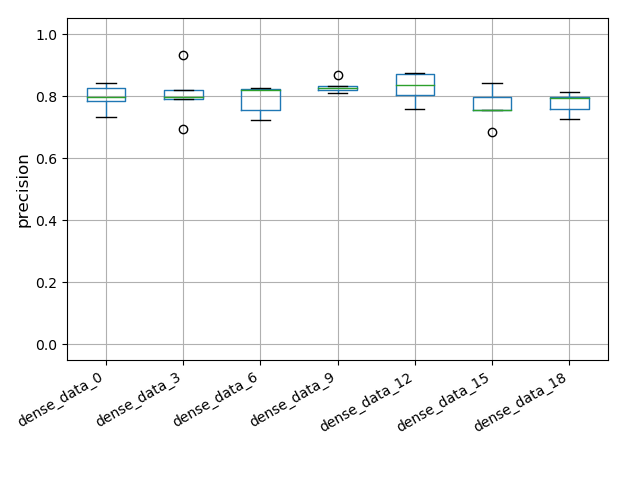 1.0
0.8
0.6
0.4
0.2
0.0
precision
dense_data_0
dense_data_3
dense_data_6
dense_data_9
dense_data_12
dense_data_15
dense_data_18